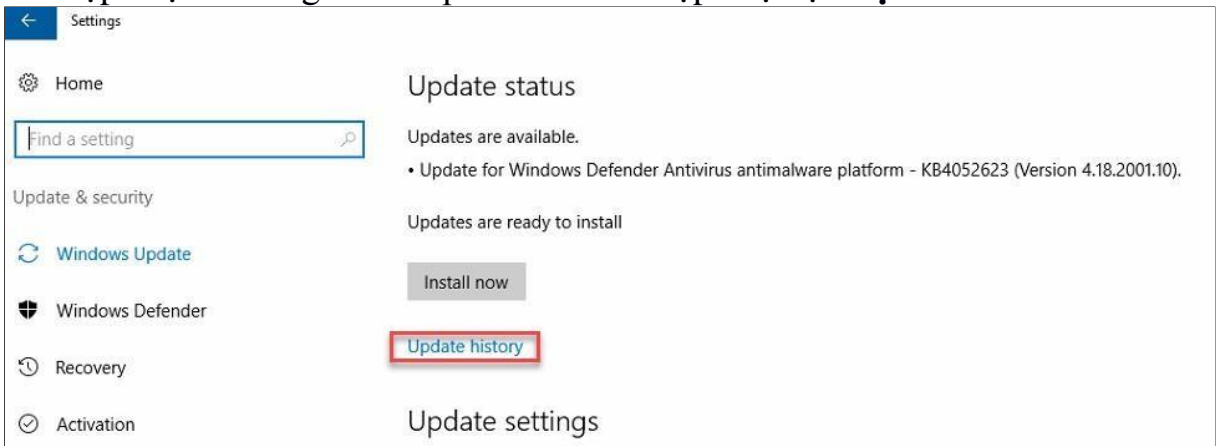 Settings
Home
Find a setting
Update & security
Windows Update
Windows Defender
Recovery
Activation
Update status
Updates are available.
• Update for Windows Defender Antivirus antimalware platform - KB4052623 (Version 4.18.2001.10).
Updates are ready to install
Install now
Update history
Update settings